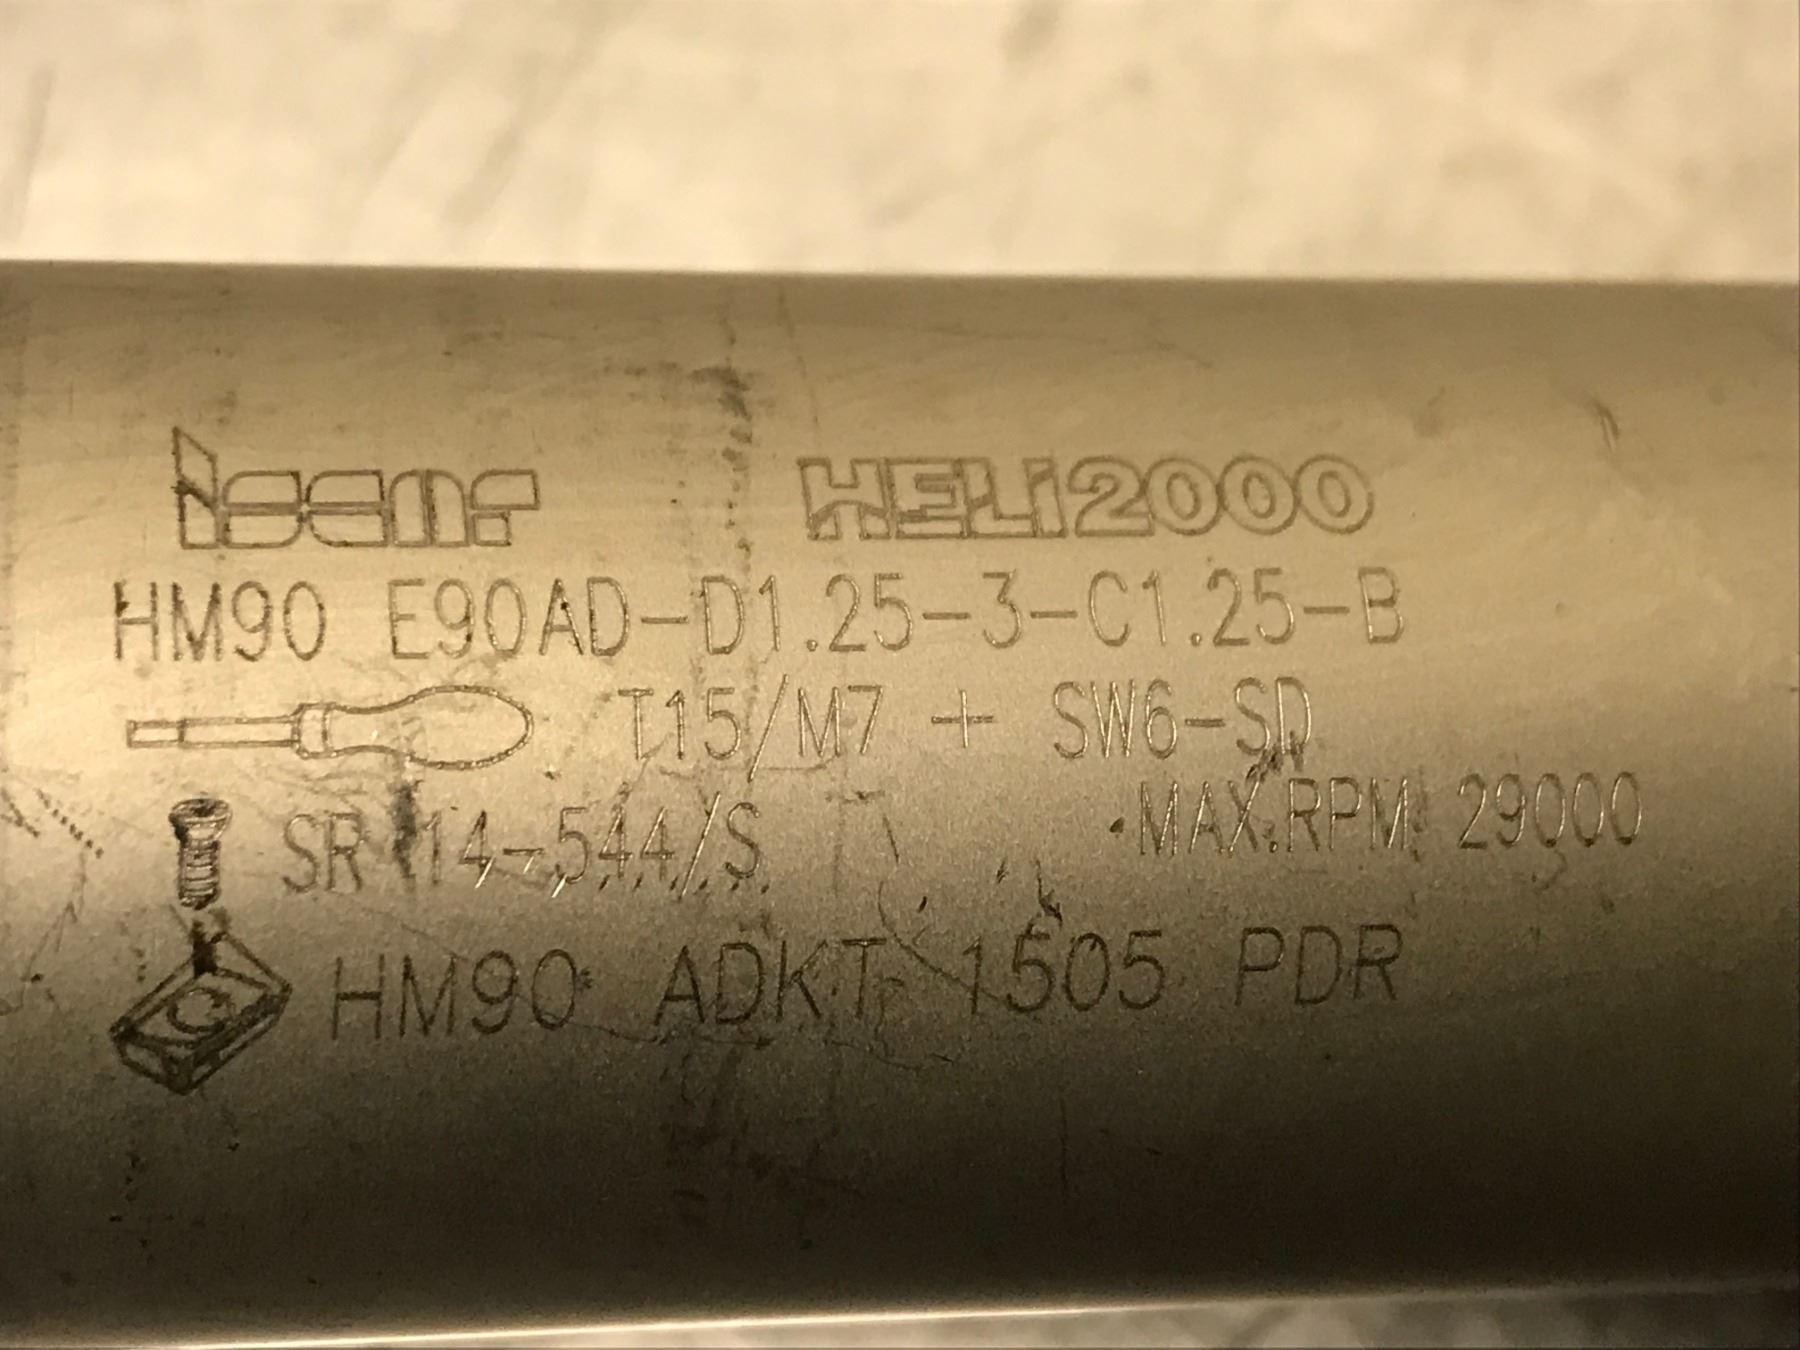 iscar HELi2000
HM90 E90AD-D1.25-3-C1.25-B
T15/M7 + SW6-SD
SR 14-544/S MAX.RPM 29000
HM90 ADKT 1505 PDR